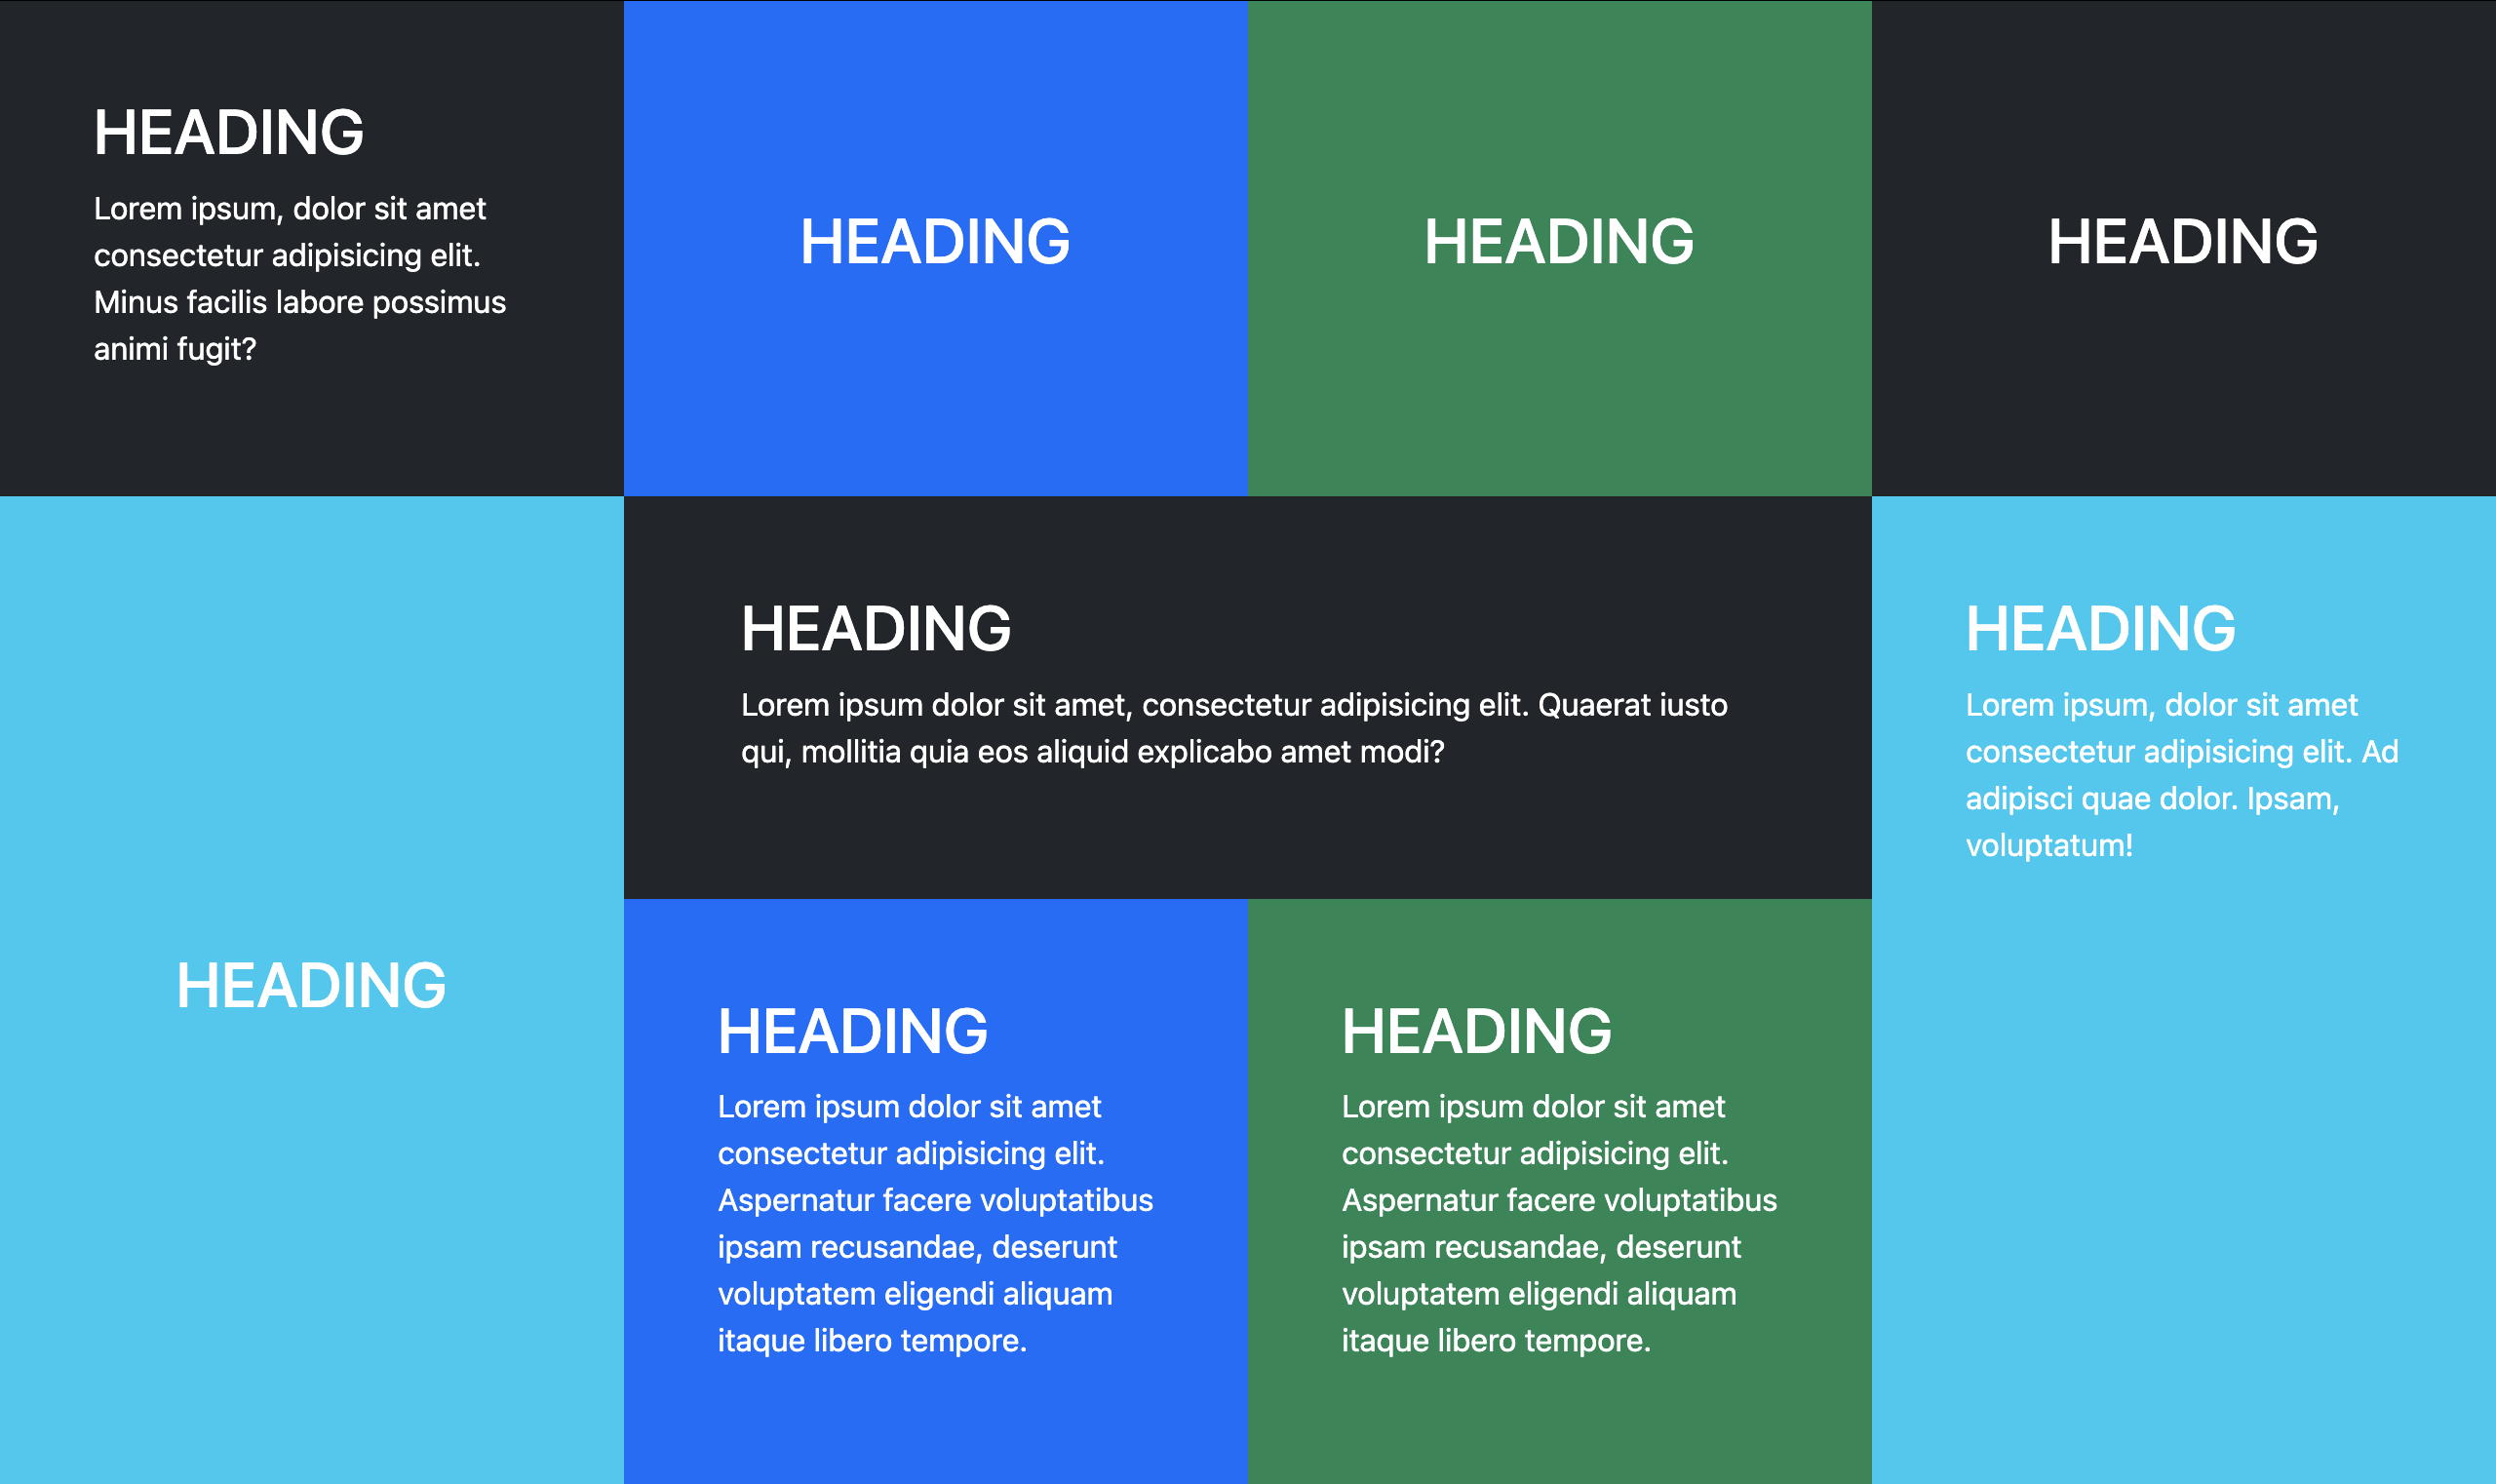 HEADING
Lorem ipsum, dolor sit amet
consectetur adipisicing elit.
Minus facilis labore possimus
animi fugit?
HEADING
HEADING
HEADING
HEADING
HEADING
Lorem ipsum dolor sit amet, consectetur adipisicing elit. Quaerat iusto
qui, mollitia quia eos aliquid explicabo amet modi?
HEADING
Lorem ipsum, dolor sit amet
consectetur adipisicing elit. Ad
adipisci quae dolor. Ipsam,
voluptatum!
HEADING
Lorem ipsum dolor sit amet
consectetur adipisicing elit.
Aspernatur facere voluptatibus
ipsam recusandae, deserunt
voluptatem eligendi aliquam
itaque libero tempore.
HEADING
Lorem ipsum dolor sit amet
consectetur adipisicing elit.
Aspernatur facere voluptatibus
ipsam recusandae, deserunt
voluptatem eligendi aliquam
itaque libero tempore.